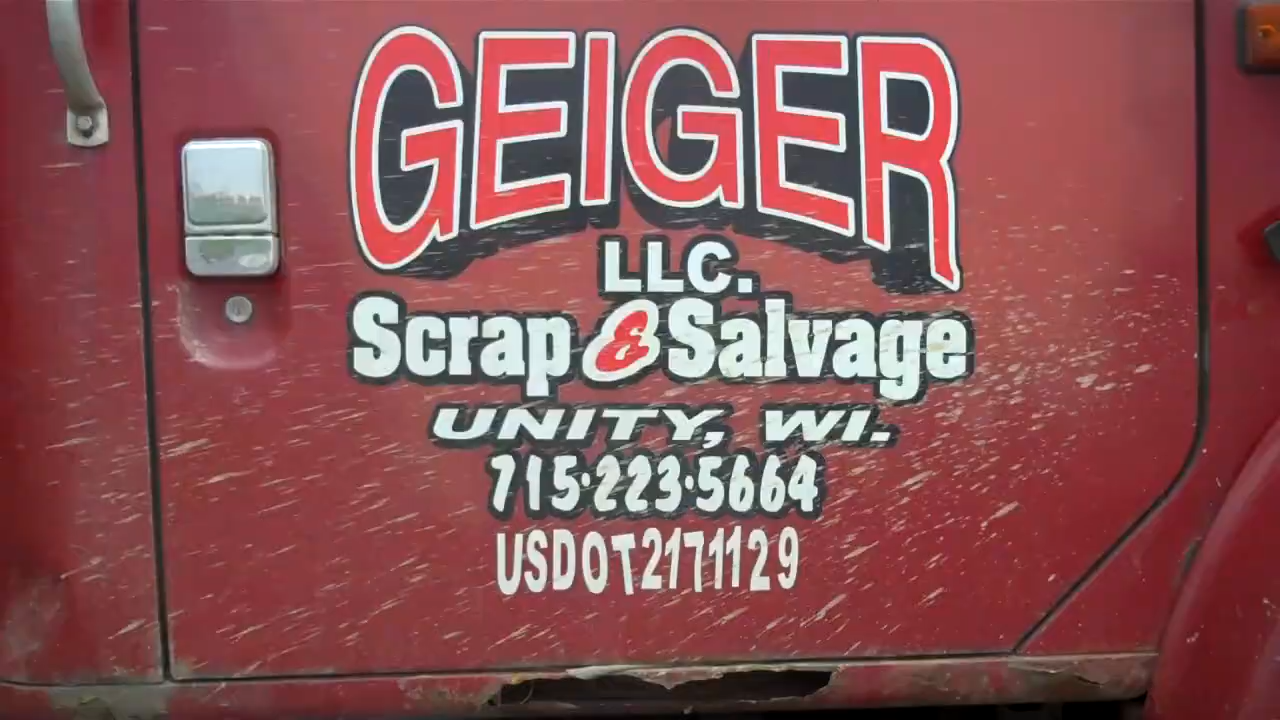 GEIGER
LLC.
Scrap & Salvage
UNITY, WI.
715·223·5664
USDOT2171129